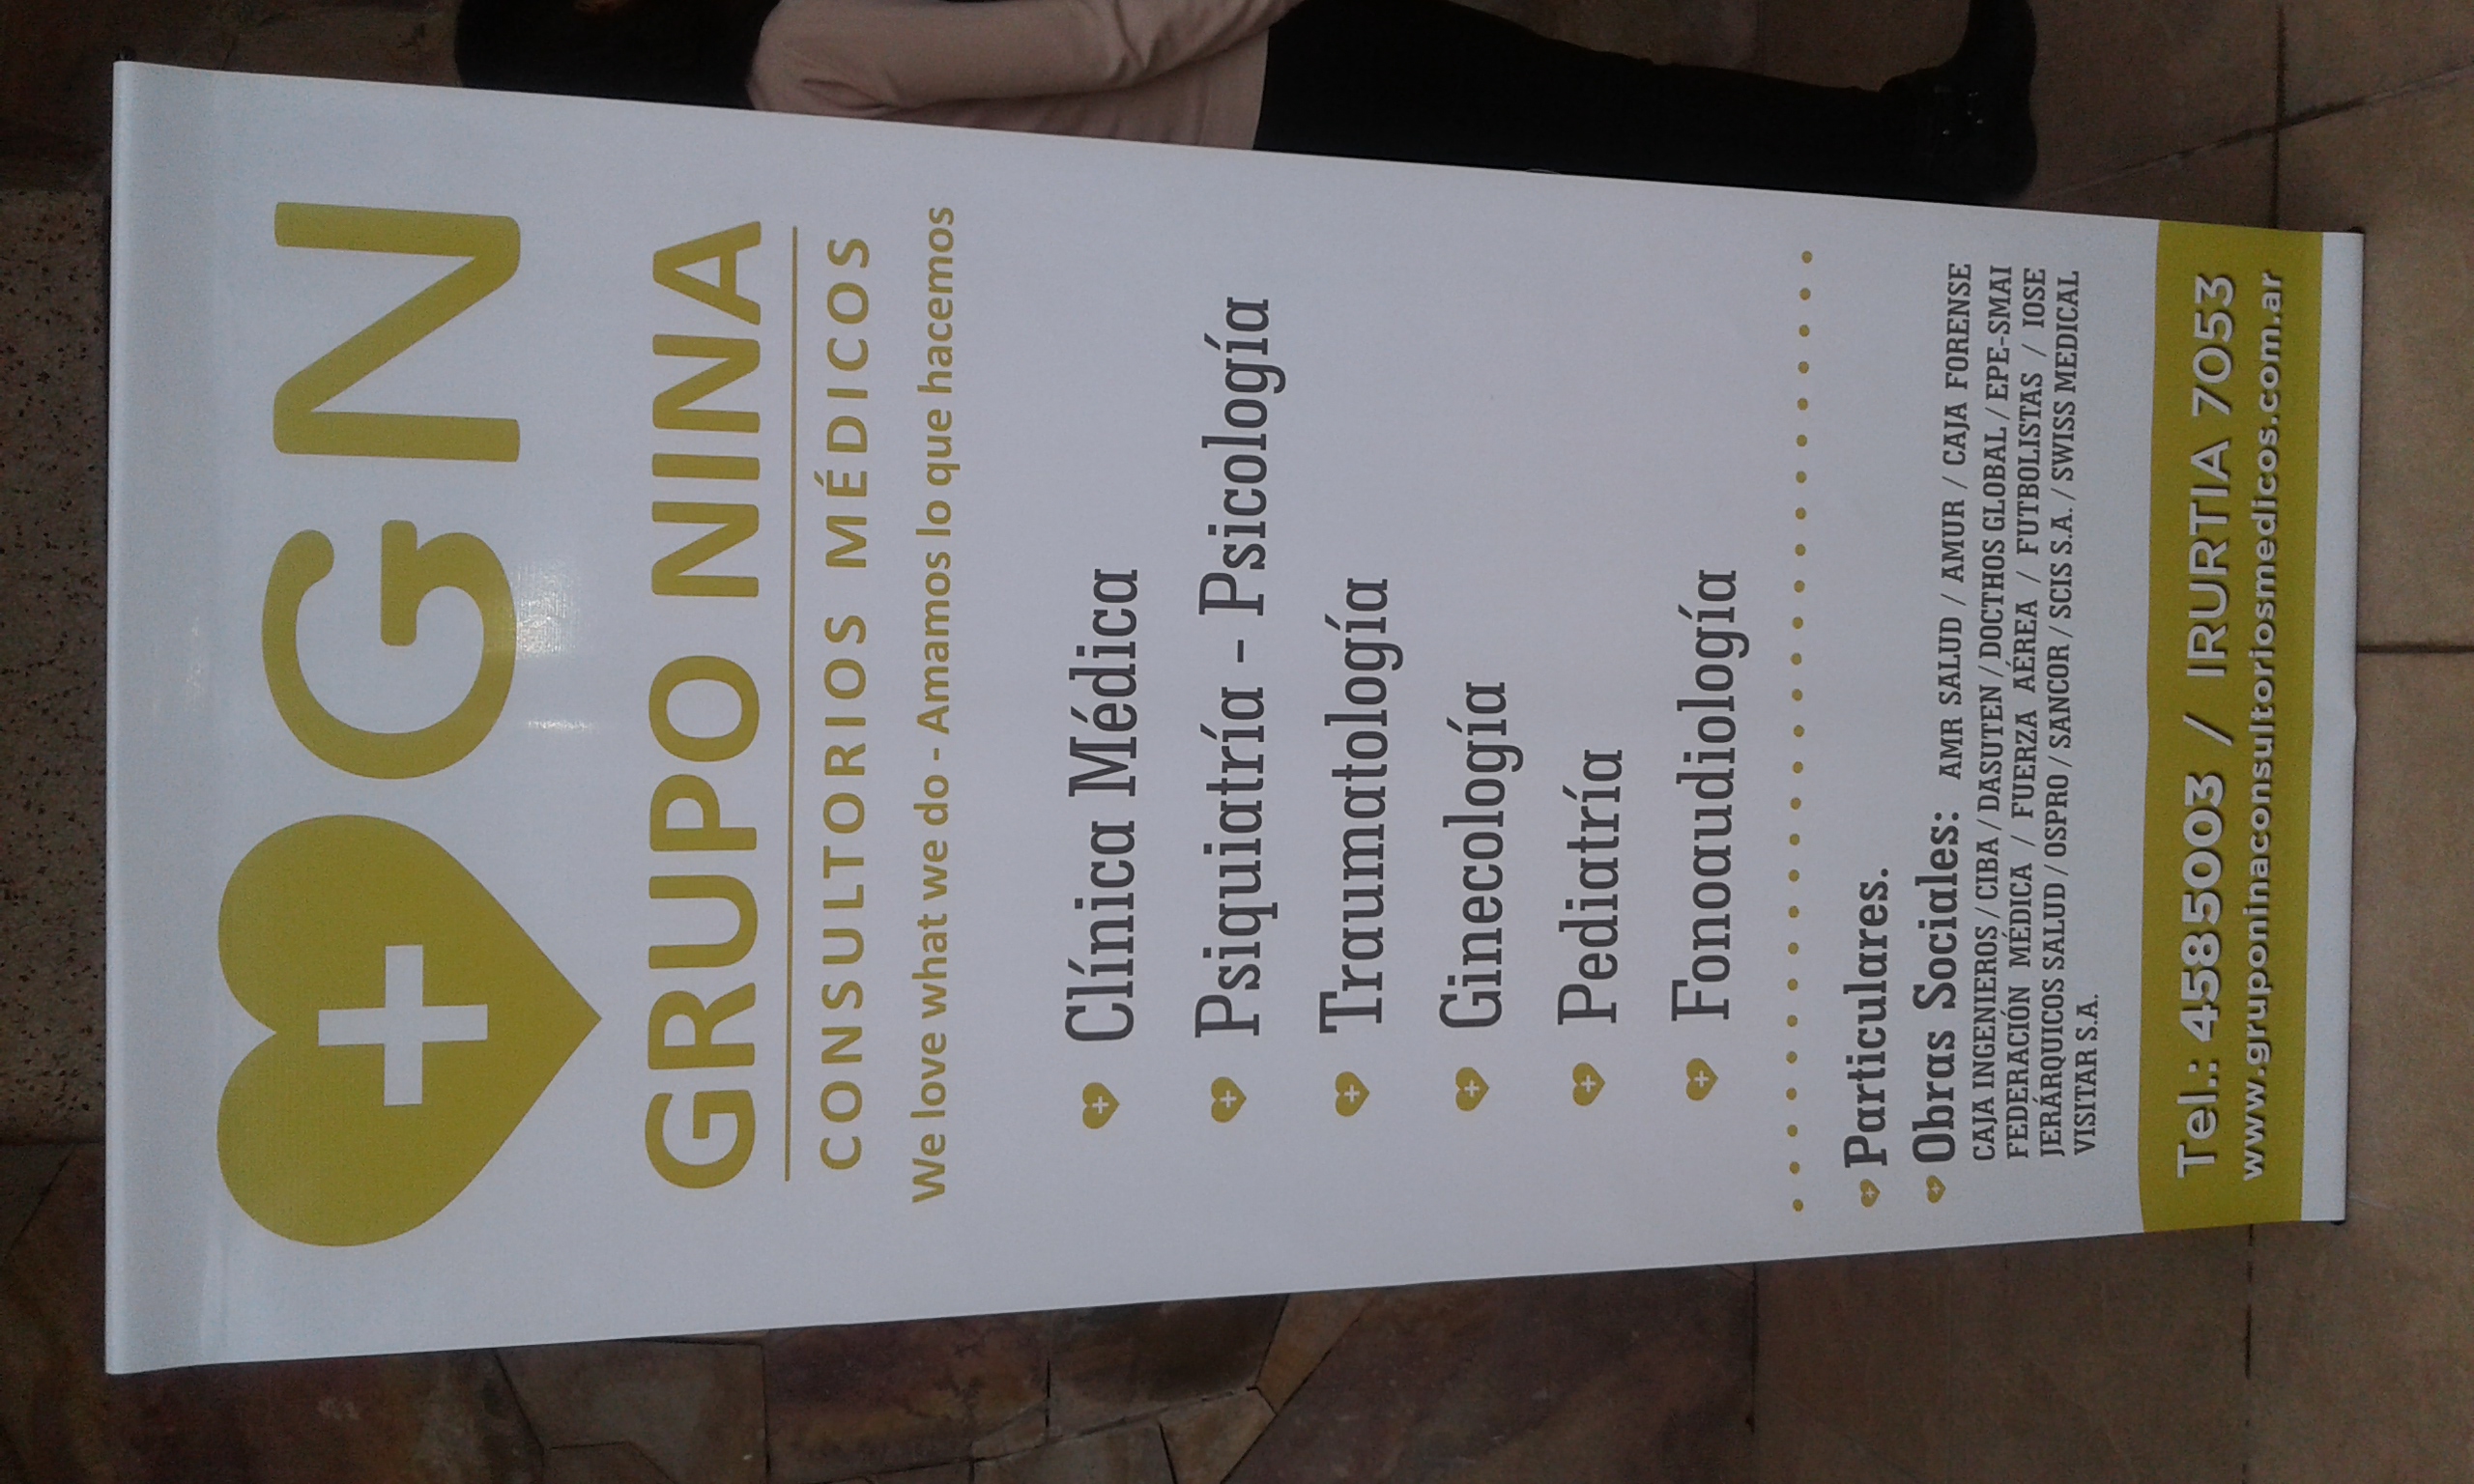 GN
GRUPO NINA
CONSULTORIOS MÉDICOS
We love what we do - Amamos lo que hacemos
Clínica Médica
Psiquiatría - Psicología
Traumatología
Ginecología
Pediatría
Fonoaudiología
Particulares.
Obras Sociales: AMR SALUD / AMUR / CAJA FORENSE
CAJA INGENIEROS / CIBA / DASUTEN / DOCTHOS GLOBAL / EPE-SMAI
FEDERACIÓN MÉDICA / FUERZA AÉREA / FUTBOLISTAS / IOSE
JERÁRQUICOS SALUD / OSPRO / SANCOR / SCIS S.A. / SWISS MEDICAL
VISITAR S.A.
Tel.: 4585003 / IRURTIA 7053
www.gruponinaconsultoriosmedicos.com.ar